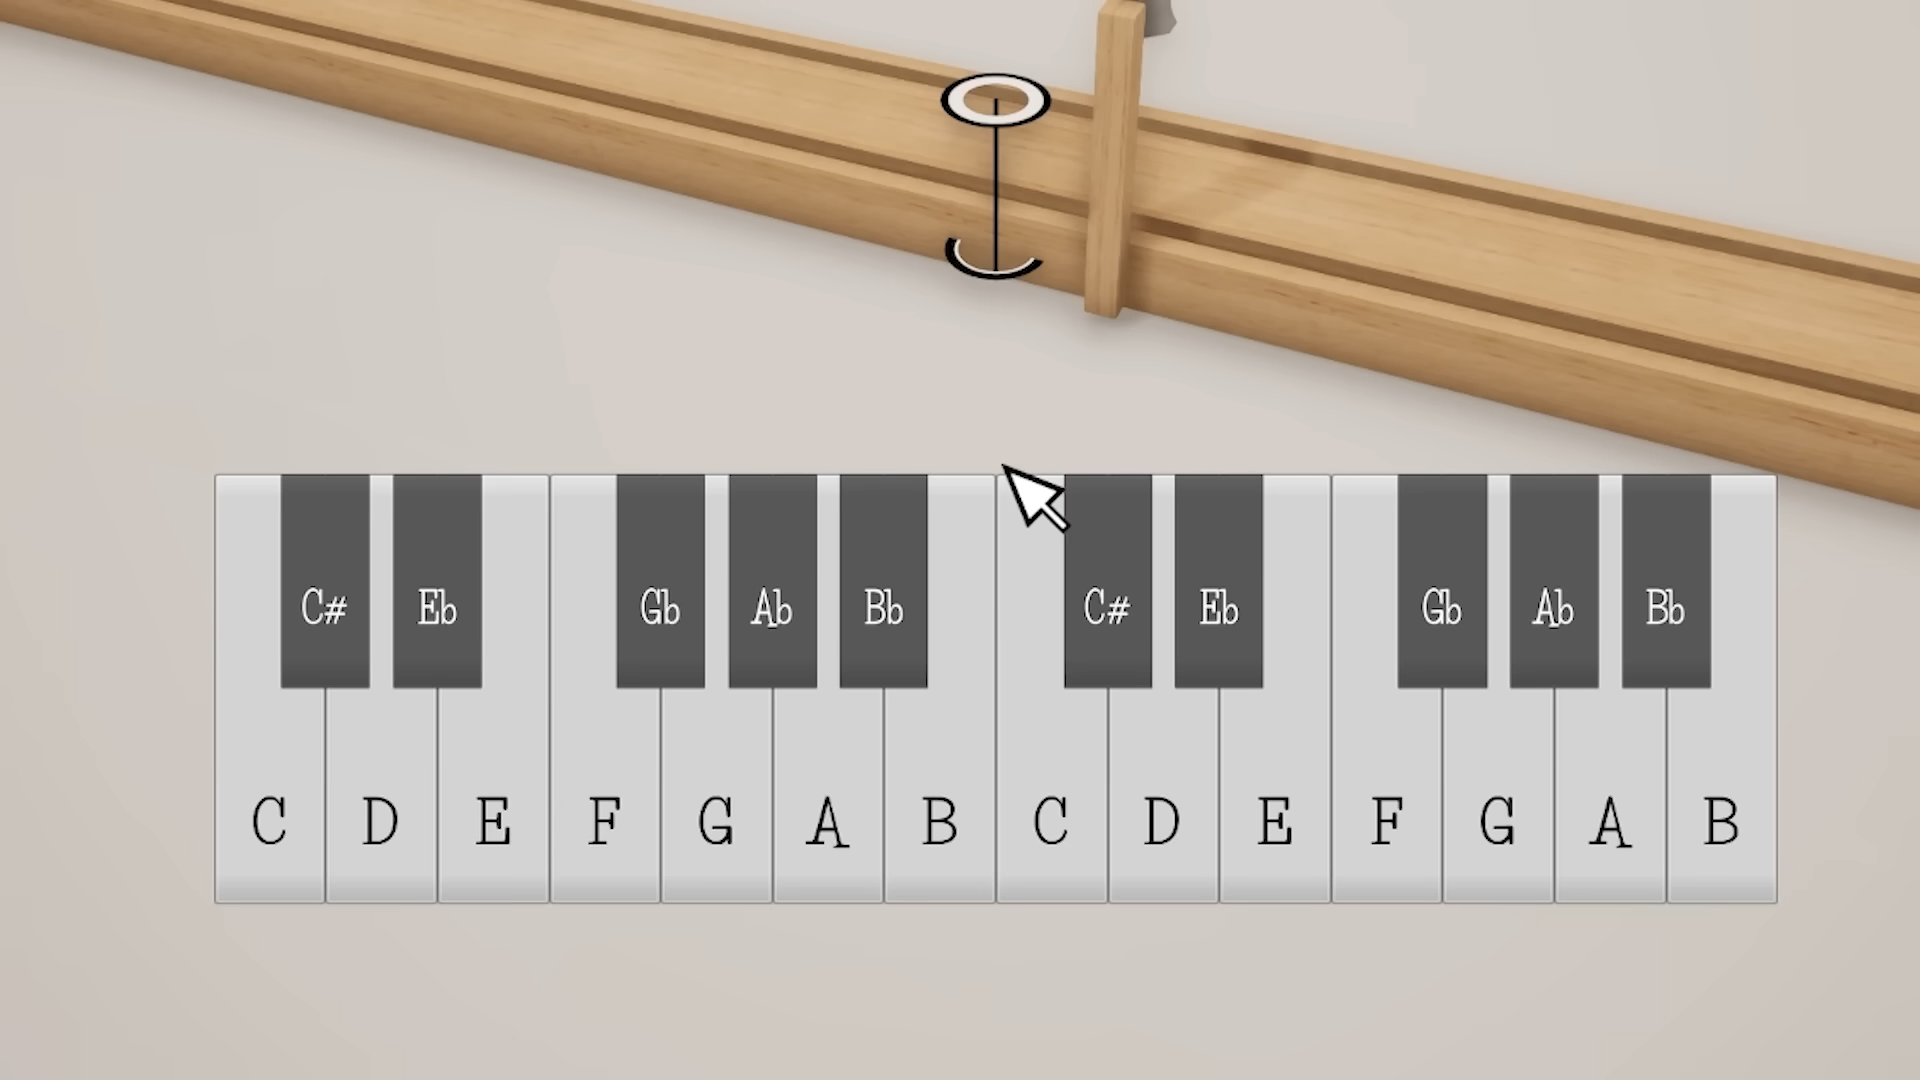 C# Eb Gb Ab Bb C# Eb Gb Ab Bb
C D E F G A B C D E F G A B